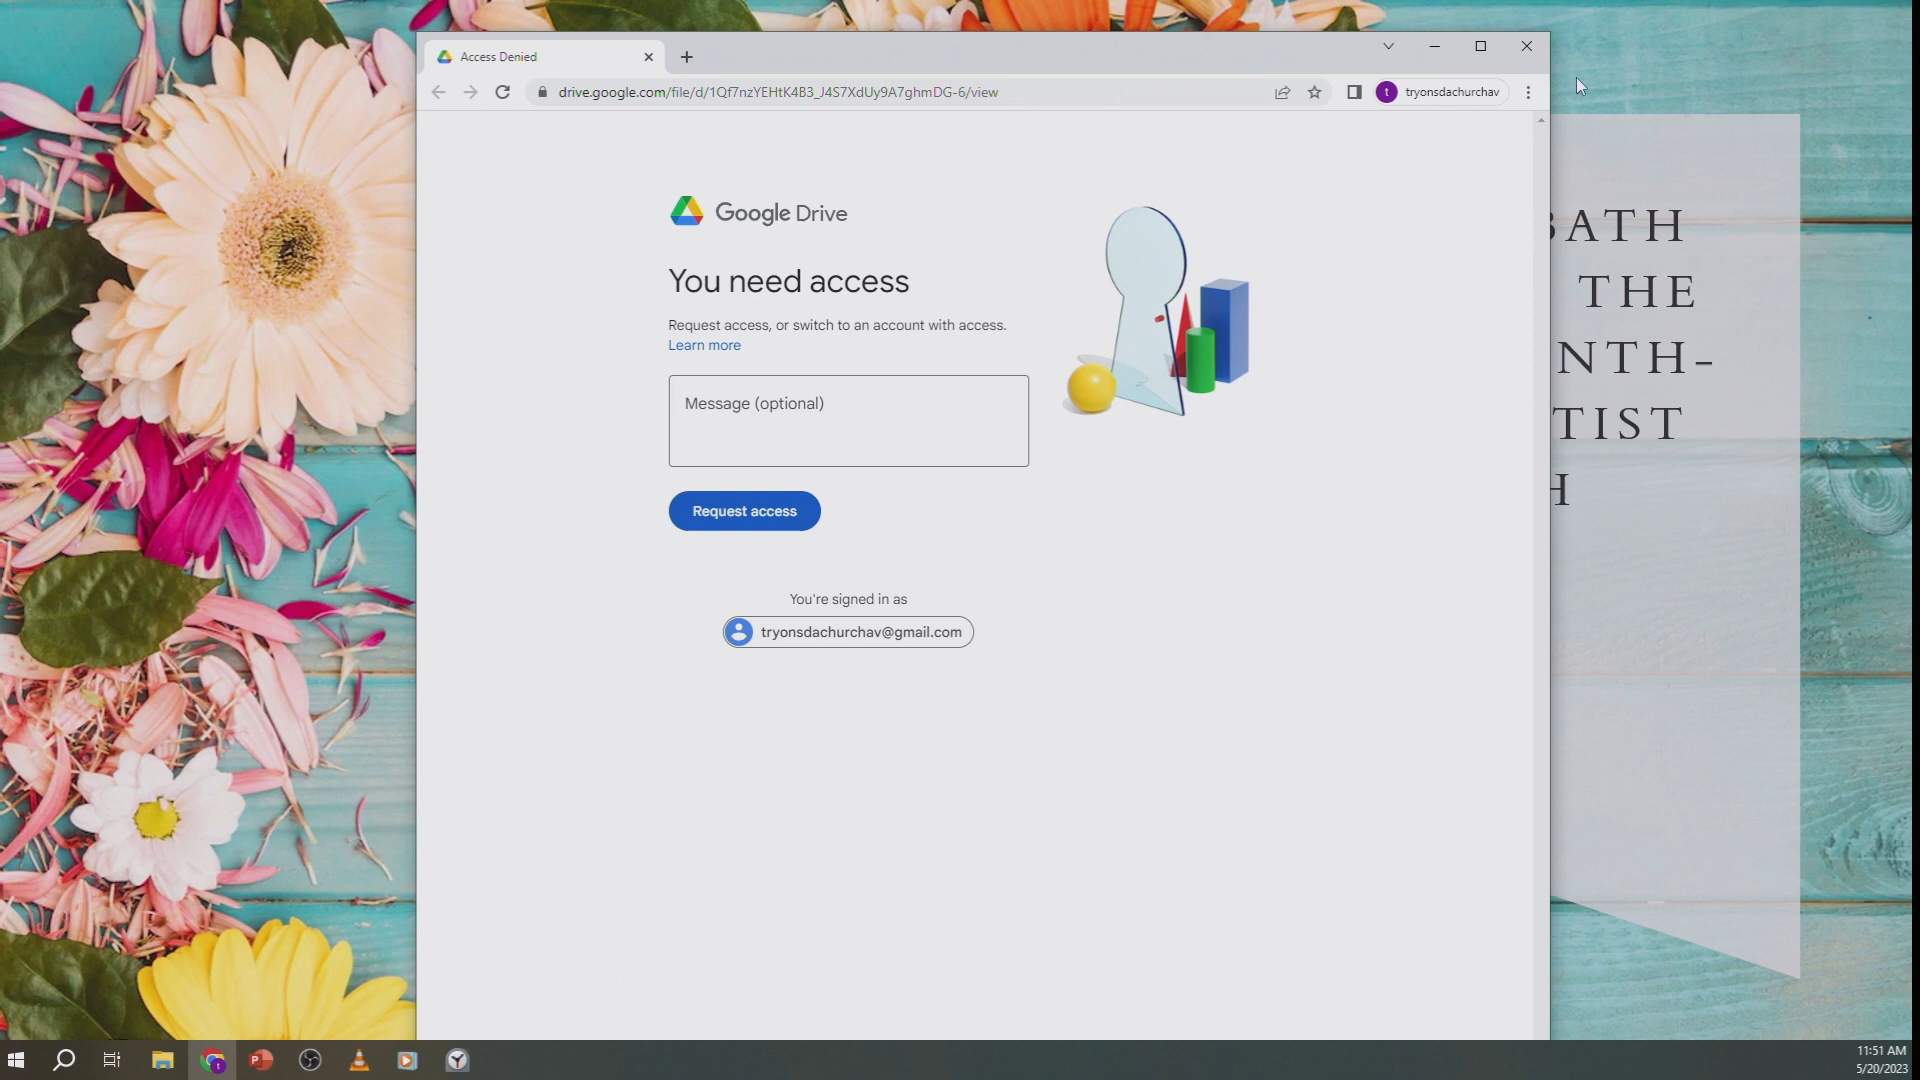 Access Denied
drive.google.com/file/d/1Qf7nzYEHtK4B3_J4S7XdUy9A7ghmDG-6/view
t
tryonsdachurchav
Google Drive
You need access
Request access, or switch to an account with access.
Learn more
Message (optional)
Request access
You're signed in as
tryonsdachurchav@gmail.com
BATH
THE
NTH-
TIST
H
11:51 AM
5/20/2023